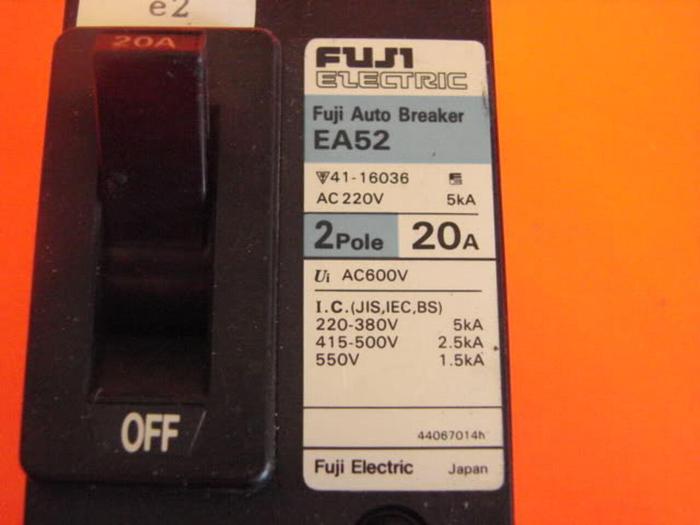 e2
20A
OFF
FUJI
ELECTRIC
Fuji Auto Breaker
EA52
41-16036
AC 220V 5kA
2Pole 20A
Ui AC600V
I.C.(JIS,IEC,BS)
220-380V 5kA
415-500V 2.5kA
550V 1.5kA
44067014h
Fuji Electric Japan